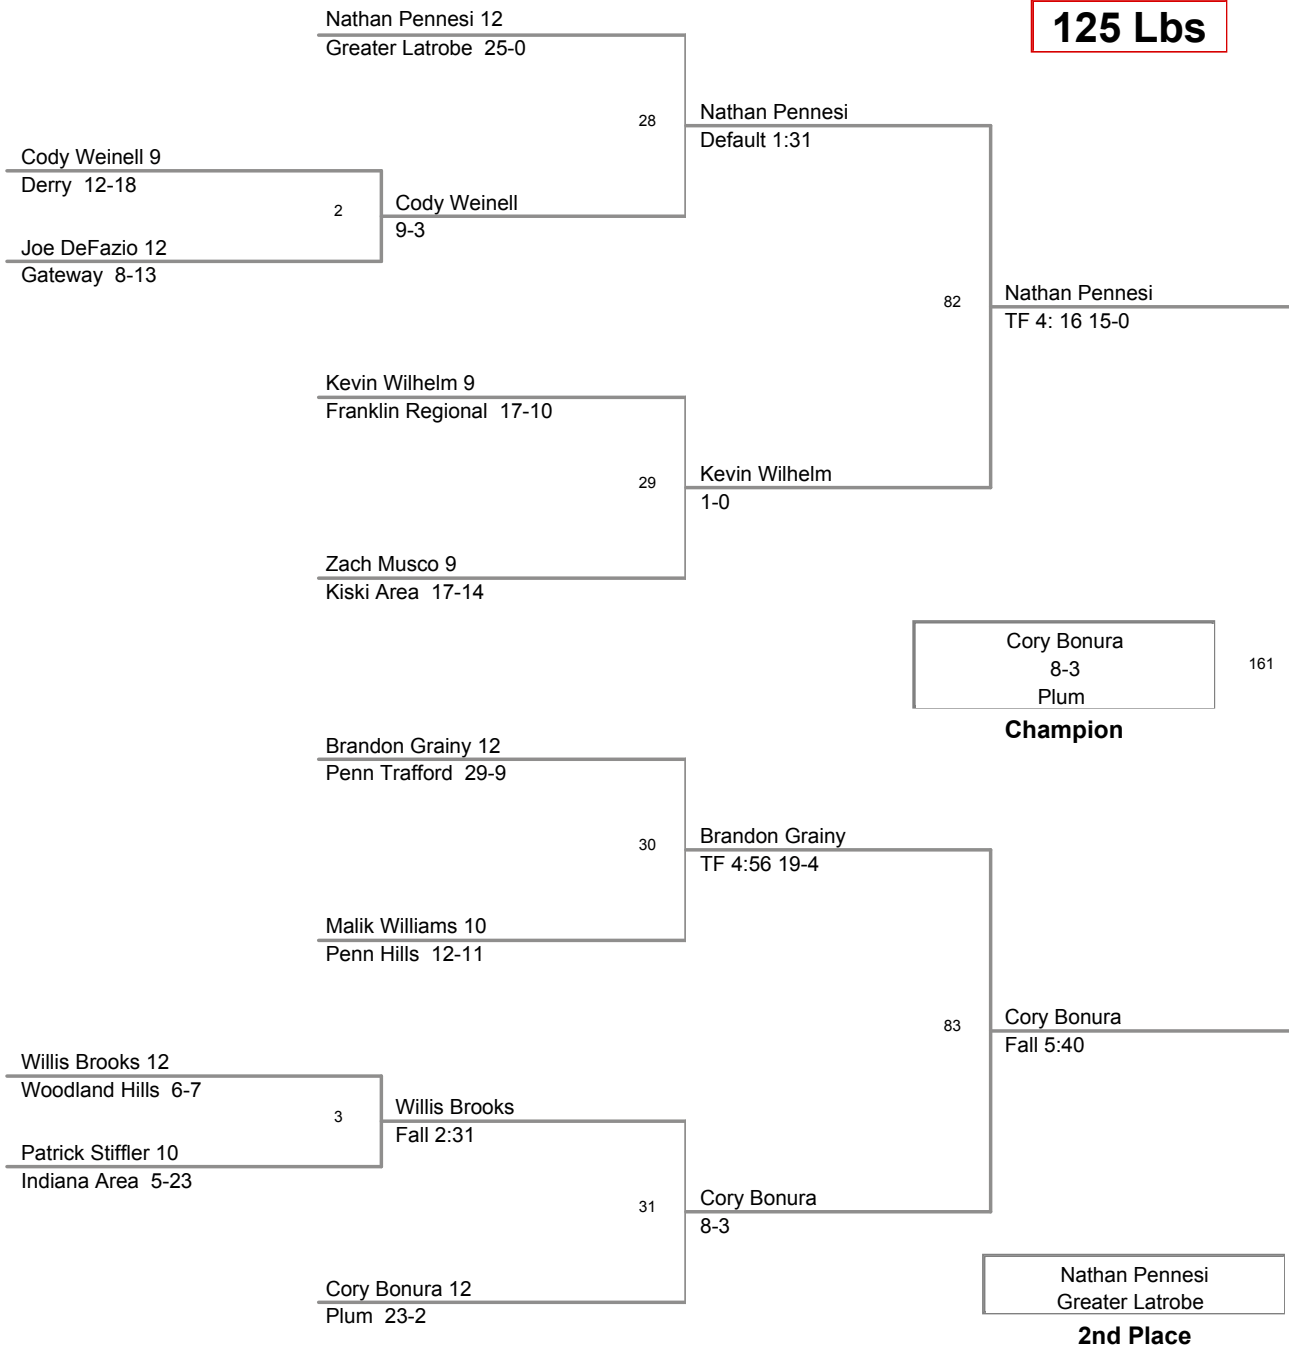 Nathan Pennesi 12
125 Lbs
Greater Latrobe 25-0
28
Nathan Pennesi
Default 1:31
Cody Weinell 9
Derry 12-18
2
Cody Weinell
9-3
Joe DeFazio 12
Gateway 8-13
82
Nathan Pennesi
TF 4: 16 15-0
Kevin Wilhelm 9
Franklin Regional 17-10
29
Kevin Wilhelm
1-0
Zach Musco 9
Kiski Area 17-14
Cory Bonura
8-3
Plum
161
Champion
Brandon Grainy 12
Penn Trafford 29-9
30
Brandon Grainy
TF 4:56 19-4
Malik Williams 10
Penn Hills 12-11
83
Cory Bonura
Fall 5:40
Willis Brooks 12
Woodland Hills 6-7
3
Willis Brooks
Fall 2:31
Patrick Stiffler 10
Indiana Area 5-23
31
Cory Bonura
8-3
Cory Bonura 12
Plum 23-2
Nathan Pennesi
Greater Latrobe
2nd Place